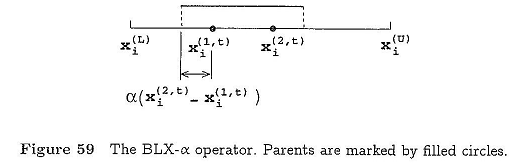 x_i^(L) x_i^(1,t) x_i^(2,t) x_i^(U)
α(x_i^(2,t) - x_i^(1,t) )
Figure 59 The BLX-α operator. Parents are marked by filled circles.